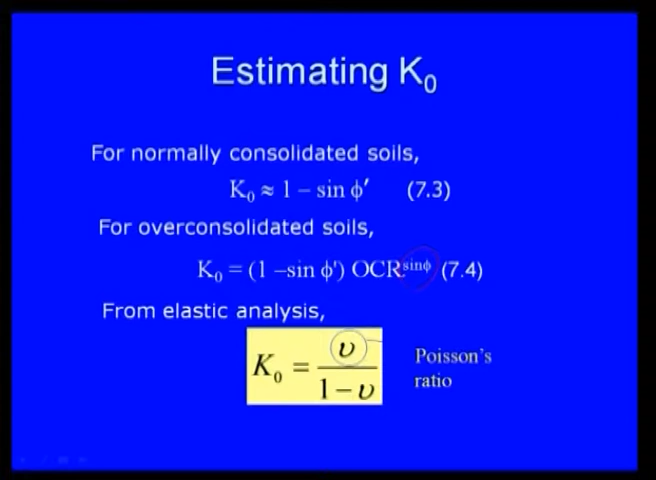 Estimating K₀
For normally consolidated soils,
K₀ ≈ 1 – sin ϕ′ (7.3)
For overconsolidated soils,
K₀ = (1 –sin ϕ') OCR^sinϕ (7.4)
From elastic analysis,
K₀ = υ / 1 – υ
Poisson's
ratio